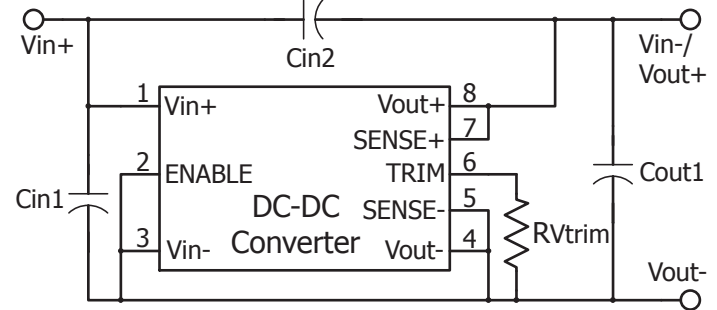 Vin+
Cin2
Vin-/
Vout+
1
Vin+
Vout+
8
SENSE+
7
2
ENABLE
TRIM
6
Cin1
DC-DC
Converter
SENSE-
5
RVtrim
Cout1
3
Vin-
Vout-
4
Vout-